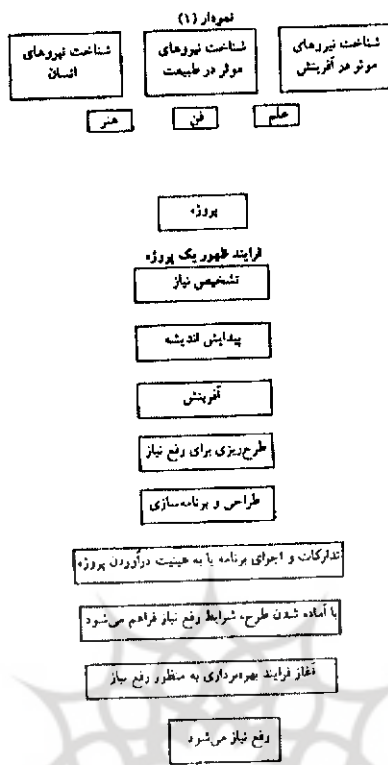 نمودار (۱)
شناخت نیروهای موثر در آفرینش
شناخت نیروهای موثر در طبیعت
شناخت نیروهای انسان
علم
فن
هنر
پروژه
فرایند ظهور یک پروژه
تشخیص نیاز
پیدایش اندیشه
آفرینش
طرح‌ریزی برای رفع نیاز
طراحی و برنامه‌سازی
تدارکات و اجرای برنامه یا به عینیت درآوردن پروژه
با آماده شدن طرح، شرایط رفع نیاز فراهم می‌شود
آغاز فرایند بهره‌برداری به منظور رفع نیاز
رفع نیاز می‌شود